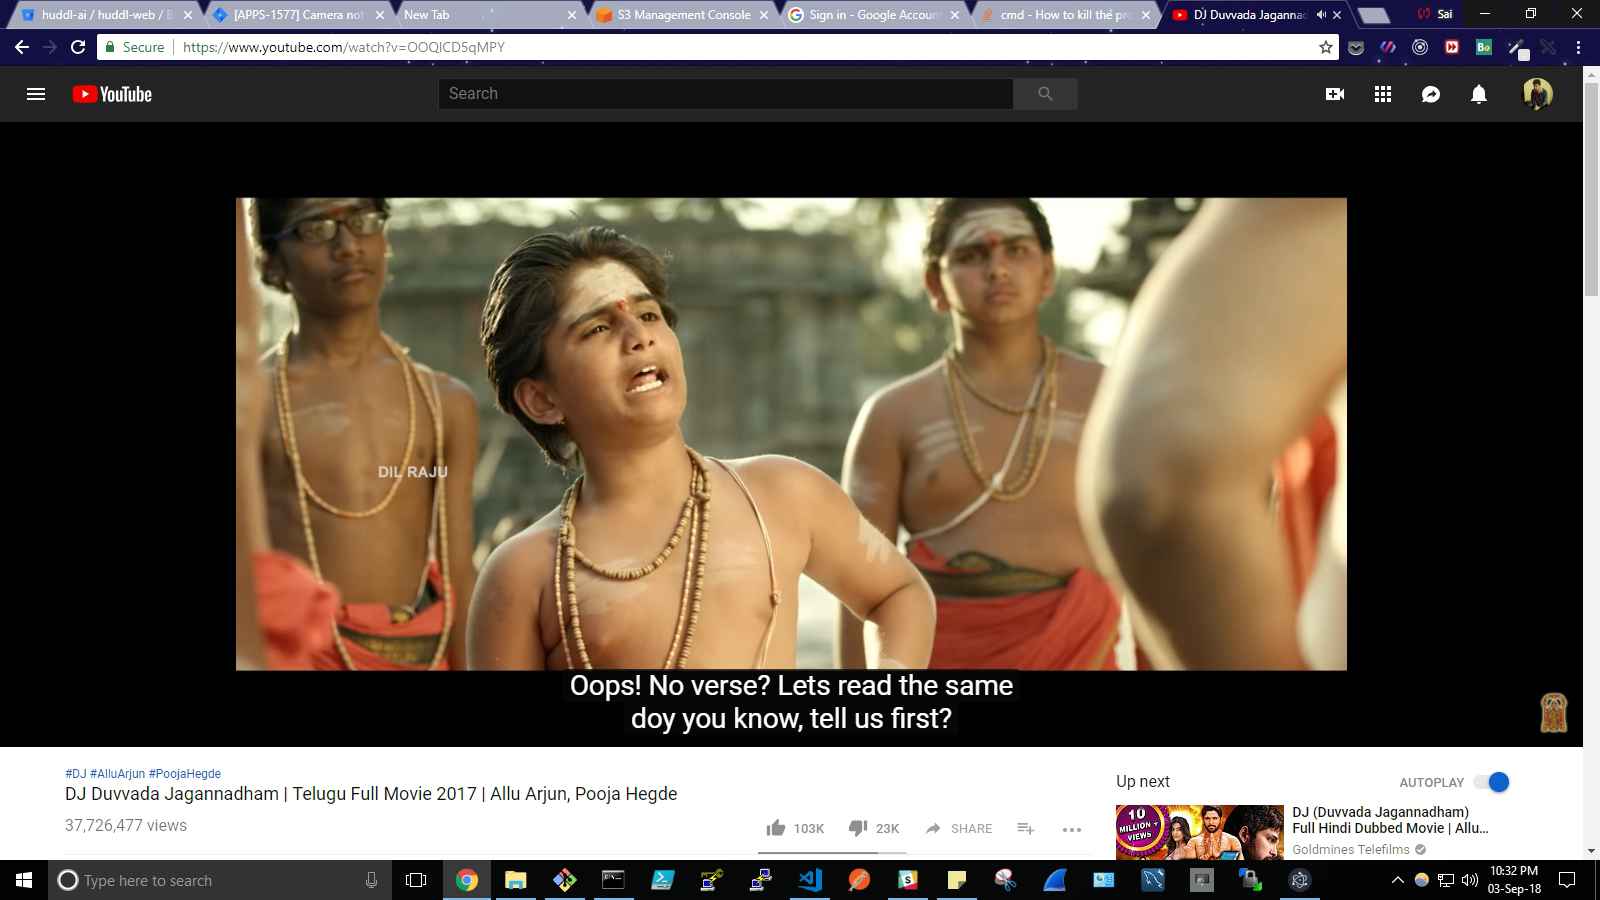 huddl-ai / huddl-web / B
[APPS-1577] Camera not
New Tab
S3 Management Console
Sign in - Google Accoun
cmd - How to kill the pro
DJ Duvvada Jagannad
Sai
Secure
https://www.youtube.com/watch?v=OOQlCD5qMPY
YouTube
Search
DIL RAJU
Oops! No verse? Lets read the same
doy you know, tell us first?
#DJ #AlluArjun #PoojaHegde
DJ Duvvada Jagannadham | Telugu Full Movie 2017 | Allu Arjun, Pooja Hegde
37,726,477 views
103K
23K
SHARE
Up next
AUTOPLAY
10
MILLION +
VIEWS
DJ (Duvvada Jagannadham)
Full Hindi Dubbed Movie | Allu...
Goldmines Telefilms
Type here to search
10:32 PM
03-Sep-18